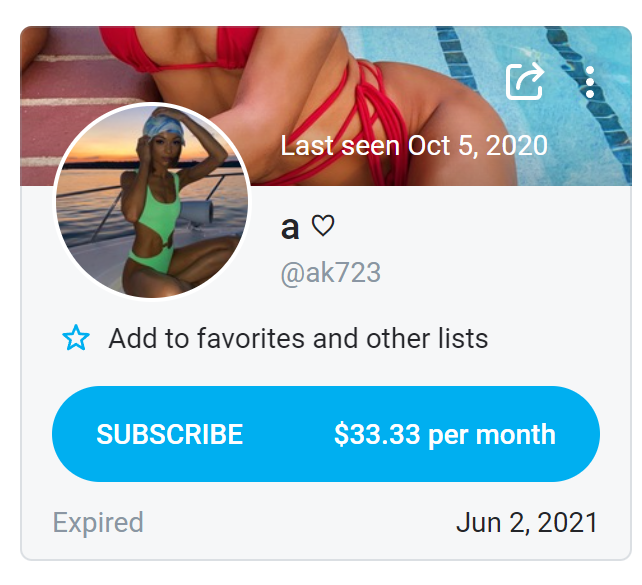 Last seen Oct 5, 2020
a ♡
@ak723
Add to favorites and other lists
SUBSCRIBE $33.33 per month
Expired Jun 2, 2021